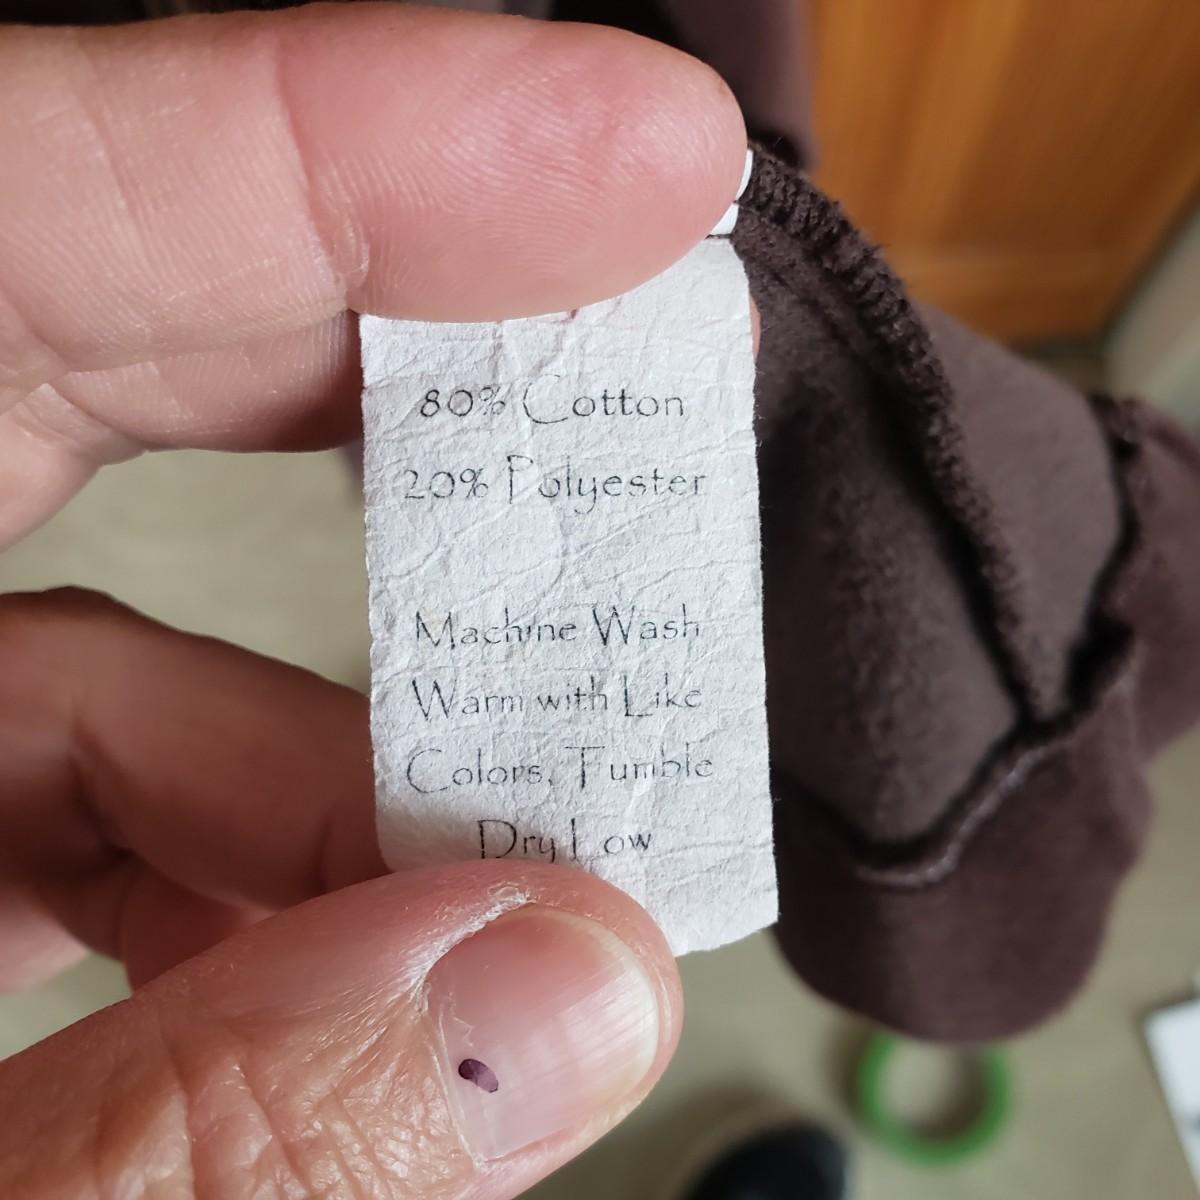 80% Cotton
20% Polyester
Machine Wash
Warm with Like
Colors, Tumble
Dry Low